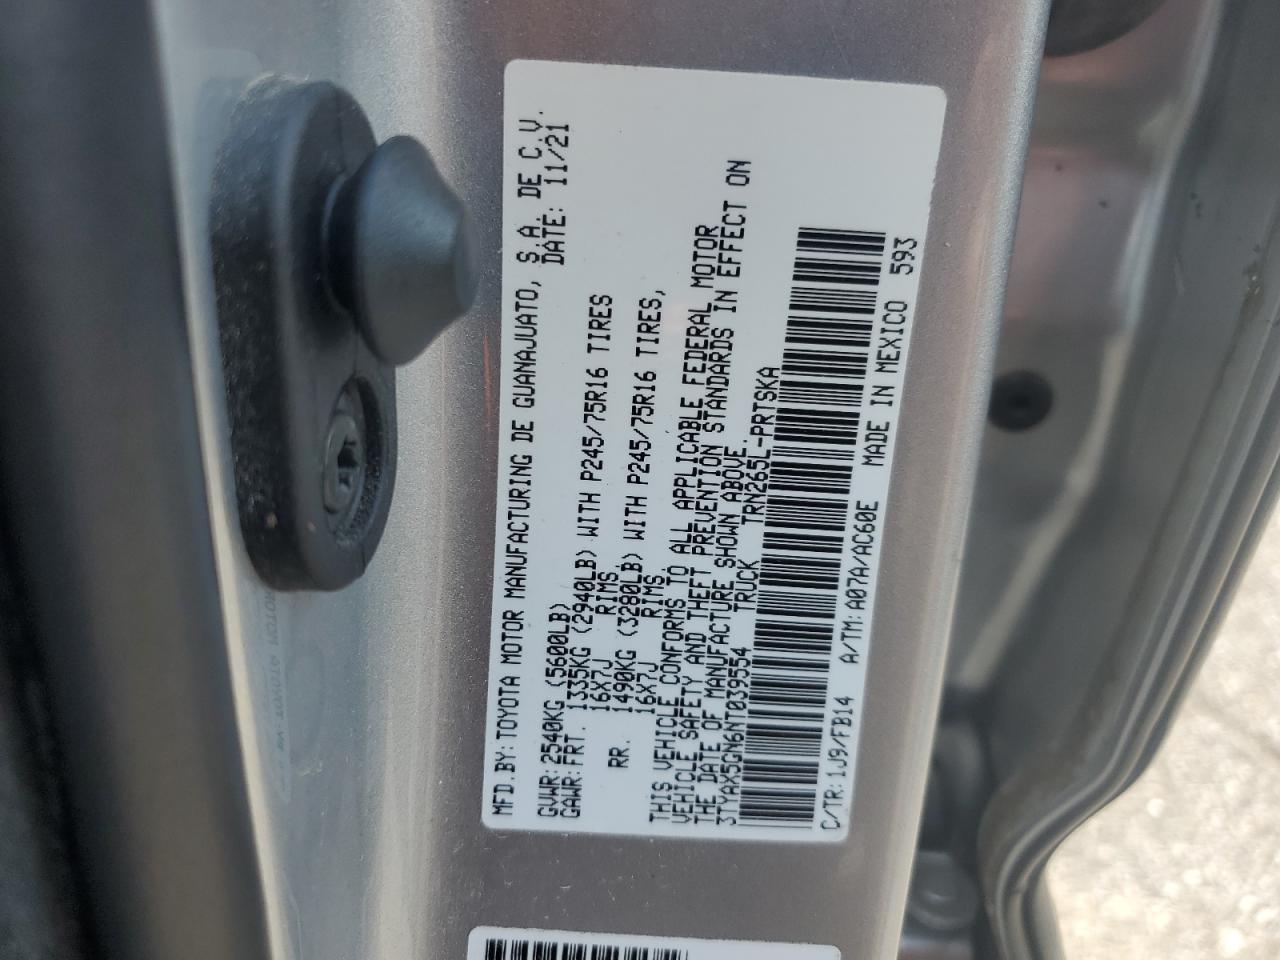 MFD.BY: TOYOTA MOTOR MANUFACTURING DE GUANAJUATO, S.A. DE C.V.
DATE: 11/21
GVWR: 2540KG (5600LB)
GAWR: FRT. 1335KG (2940LB) WITH P245/75R16 TIRES
16X7J RIMS
RR. 1490KG (3280LB) WITH P245/75R16 TIRES,
16X7J RIMS
THIS VEHICLE CONFORMS TO ALL APPLICABLE FEDERAL MOTOR
VEHICLE SAFETY AND THEFT PREVENTION STANDARDS IN EFFECT ON
THE DATE OF MANUFACTURE SHOWN ABOVE.
3TYAX5GN6NT039554 TRUCK TRN265L-PRTSKA
C/TR: 1J9/FB14 A/TM: A07A/AC60E MADE IN MEXICO 593